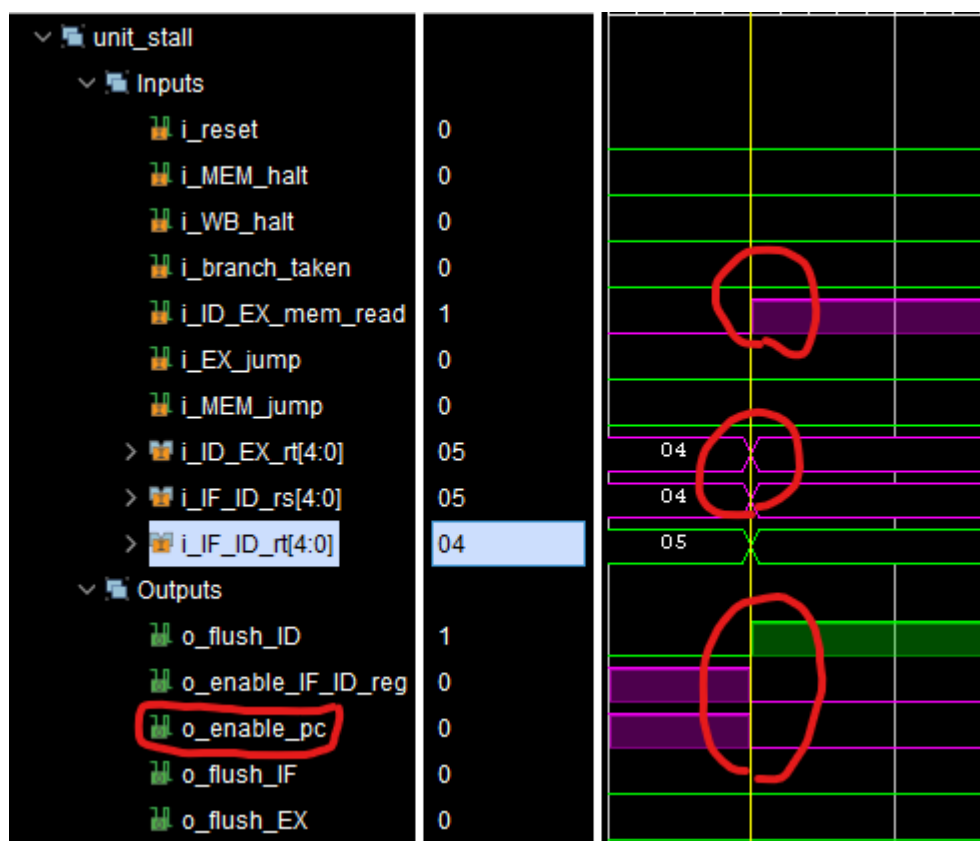 unit_stall
Inputs
i_reset 0
i_MEM_halt 0
i_WB_halt 0
i_branch_taken 0
i_ID_EX_mem_read 1
i_EX_jump 0
i_MEM_jump 0
i_ID_EX_rt[4:0] 05 04
i_IF_ID_rs[4:0] 05 04
i_IF_ID_rt[4:0] 04 05
Outputs
o_flush_ID 1
o_enable_IF_ID_reg 0
o_enable_pc 0
o_flush_IF 0
o_flush_EX 0